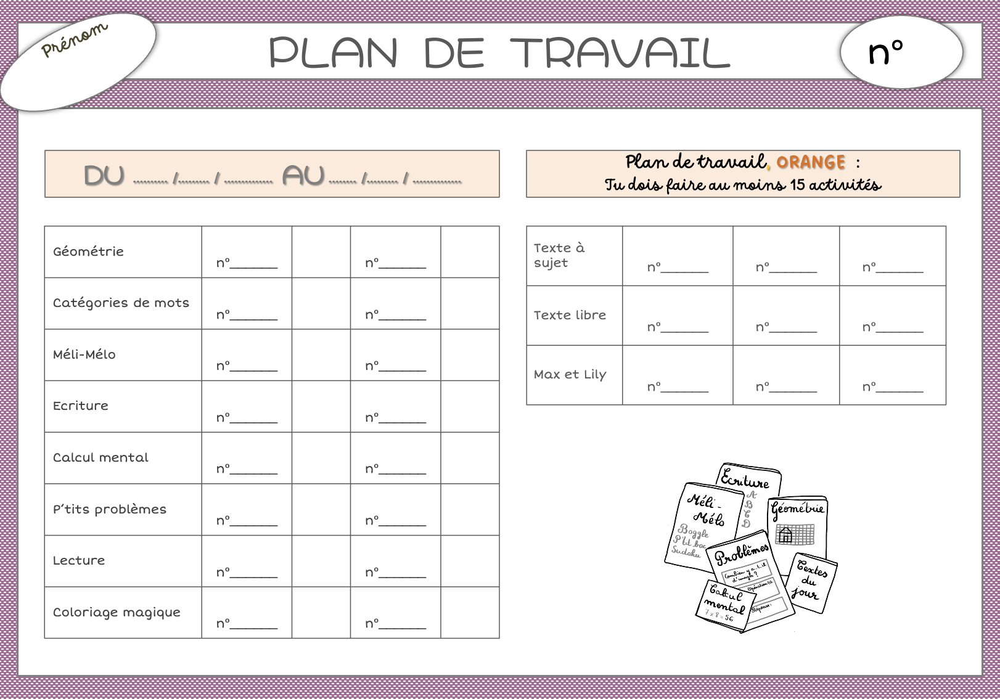 Prénom
PLAN DE TRAVAIL
n°
DU .......... /......... / .............. AU ........ /......... / ..............
Plan de travail, ORANGE :
Tu dois faire au moins 15 activités
Géométrie n°______ n°______
Catégories de mots n°______ n°______
Méli-Mélo n°______ n°______
Ecriture n°______ n°______
Calcul mental n°______ n°______
P'tits problèmes n°______ n°______
Lecture n°______ n°______
Coloriage magique n°______ n°______
Texte à
sujet n°______ n°______ n°______
Texte libre n°______ n°______ n°______
Max et Lily n°______ n°______ n°______
Ecriture
A
B
C
D
Méli-
Mélo
Boggle
P'tit bac
Sudoku
Géométrie
Problèmes
Combien y a-t-il
d'images ?
Opération(s):
Réponse:
Textes
du
jour
Calcul
mental
7 x 8 = 56